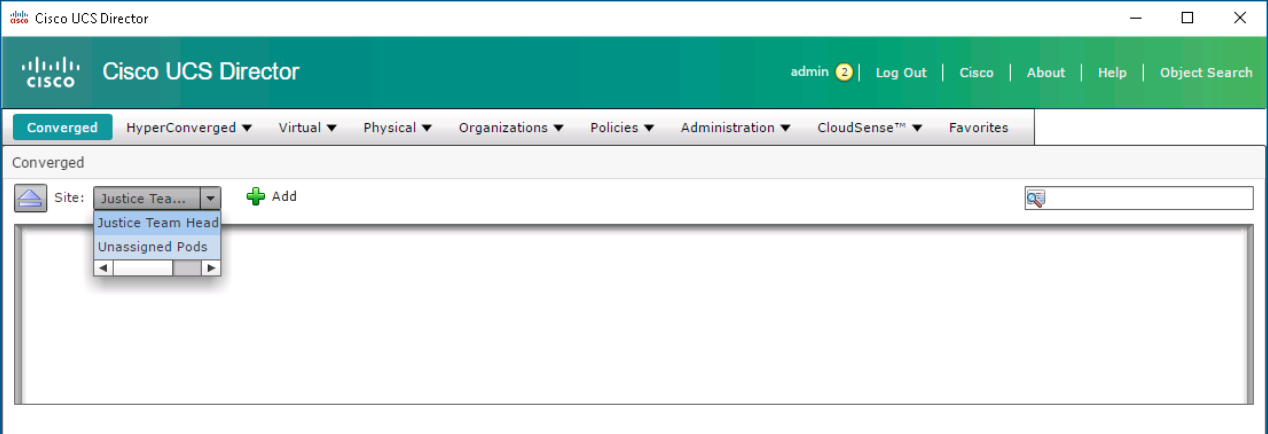 Cisco UCS Director
CISCO Cisco UCS Director
admin 2 | Log Out | Cisco | About | Help | Object Search
Converged HyperConverged ▼ Virtual ▼ Physical ▼ Organizations ▼ Policies ▼ Administration ▼ CloudSense™ ▼ Favorites
Converged
Site: Justice Tea... Add
Justice Team Head
Unassigned Pods